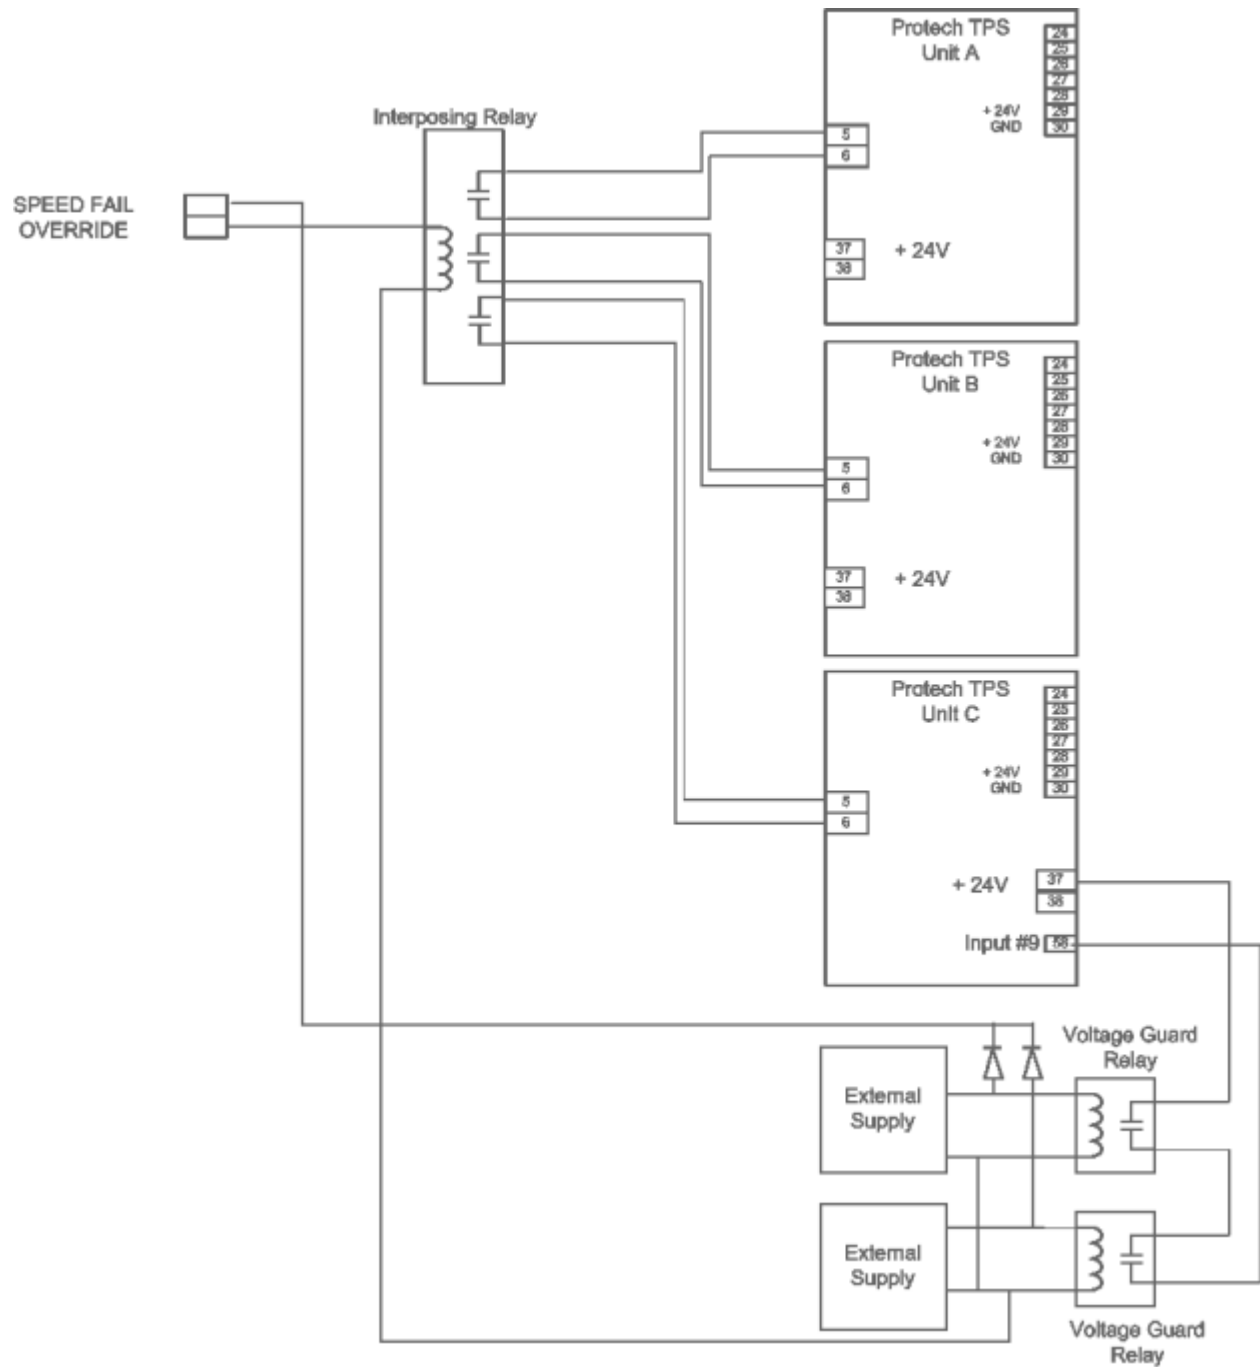 Protech TPS
Unit A
24
25
26
27
28
+ 24V
29
GND
30
Interposing Relay
5
6
SPEED FAIL
OVERRIDE
37
+ 24V
38
Protech TPS
Unit B
24
25
26
27
28
+ 24V
29
GND
30
5
6
37
+ 24V
38
Protech TPS
Unit C
24
25
26
27
28
+ 24V
29
GND
30
5
6
+ 24V
37
38
Input #9
58
Voltage Guard
Relay
External
Supply
External
Supply
Voltage Guard
Relay